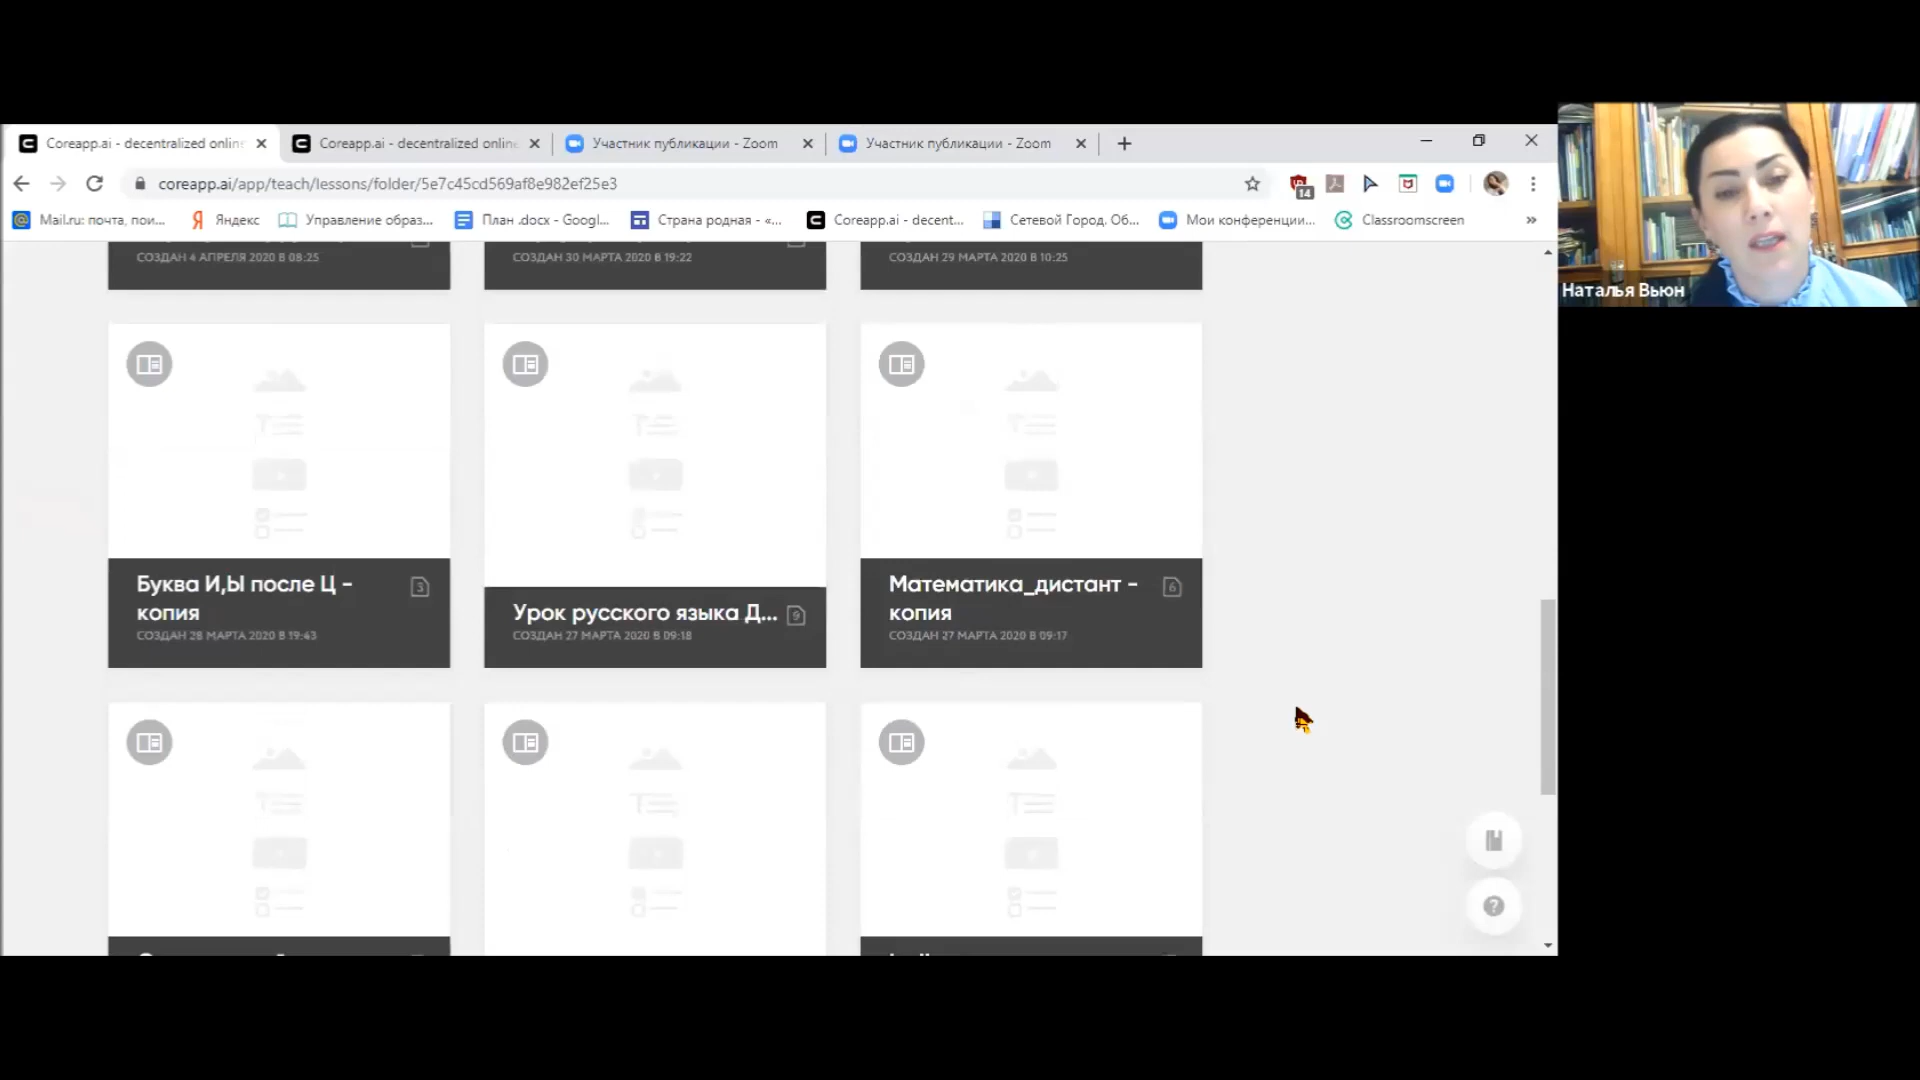 Coreapp.ai - decentralized onlin
Coreapp.ai - decentralized onlin
Участник публикации - Zoom
Участник публикации - Zoom
coreapp.ai/app/teach/lessons/folder/5e7c45cd569af8e982ef25e3
14
Mail.ru: почта, пои...
Яндекс
Управление образ...
План .docx - Googl...
Страна родная - «...
Coreapp.ai - decent...
Сетевой Город. Об...
Мои конференции...
Classroomscreen
Наталья Вьюн
СОЗДАН 4 АПРЕЛЯ 2020 В 08:25
СОЗДАН 30 МАРТА 2020 В 19:22
СОЗДАН 29 МАРТА 2020 В 10:25
Буква И,Ы после Ц -
копия
3
СОЗДАН 28 МАРТА 2020 В 19:43
Урок русского языка Д...
9
СОЗДАН 27 МАРТА 2020 В 09:18
Математика_дистант -
копия
6
СОЗДАН 27 МАРТА 2020 В 09:17